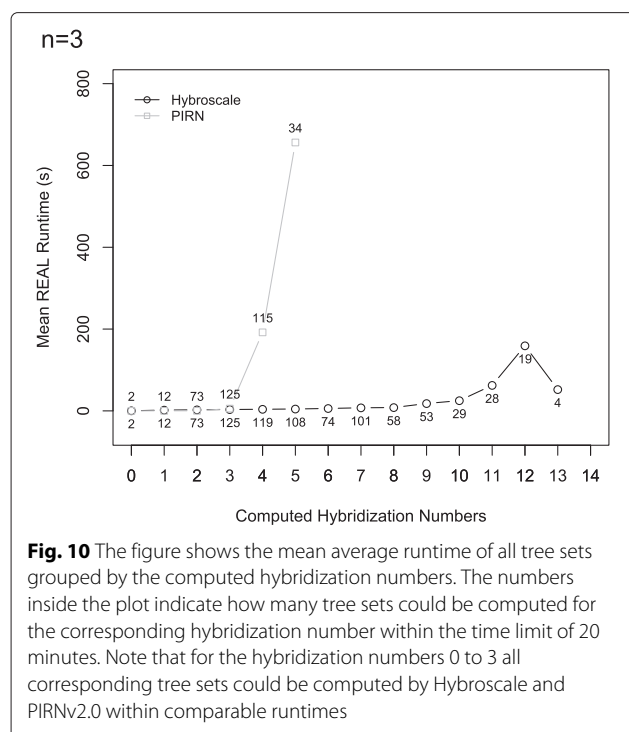 n=3
800
600
400
200
0
Mean REAL Runtime (s)
Hybroscale
PIRN
34
115
2 12 73 125
2 12 73 125 119 108 74 101 58 53 29 28 19 4
0 1 2 3 4 5 6 7 8 9 10 11 12 13 14
Computed Hybridization Numbers
Fig. 10 The figure shows the mean average runtime of all tree sets
grouped by the computed hybridization numbers. The numbers
inside the plot indicate how many tree sets could be computed for
the corresponding hybridization number within the time limit of 20
minutes. Note that for the hybridization numbers 0 to 3 all
corresponding tree sets could be computed by Hybroscale and
PIRNv2.0 within comparable runtimes